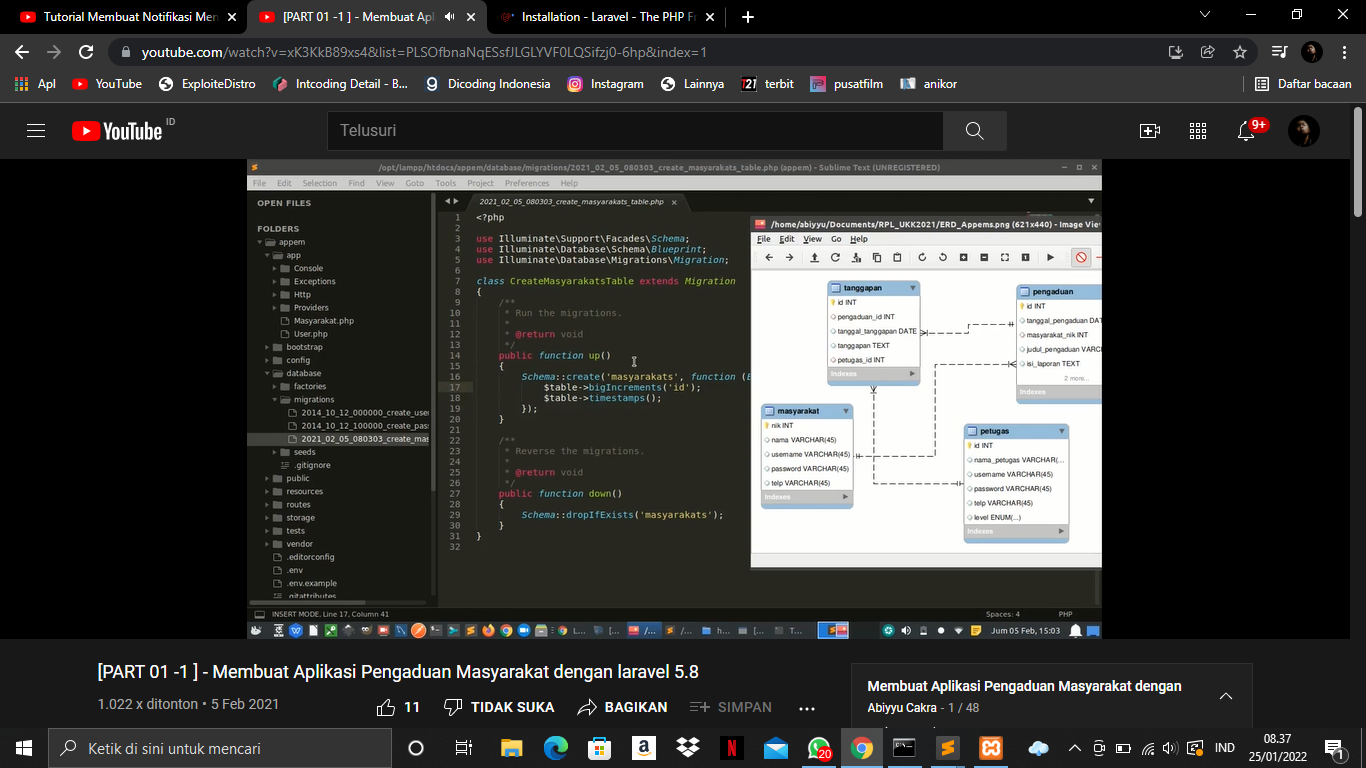 Tutorial Membuat Notifikasi Men
[PART 01 -1 ] - Membuat Apl
Installation - Laravel - The PHP Fr
youtube.com/watch?v=xK3KkB89xs4&list=PLSOfbnaNqESsfJLGLYVF0LQSifzj0-6hp&index=1
Apl
YouTube
ExploiteDistro
Intcoding Detail - B...
Dicoding Indonesia
Instagram
Lainnya
terbit
pusatfilm
anikor
Daftar bacaan
YouTube ID
Telusuri
9+
/opt/lampp/htdocs/appem/database/migrations/2021_02_05_080303_create_masyarakats_table.php (appem) - Sublime Text (UNREGISTERED)
File Edit Selection Find View Goto Tools Project Preferences Help
OPEN FILES
FOLDERS
appem
app
Console
Exceptions
Http
Providers
Masyarakat.php
User.php
bootstrap
config
database
factories
migrations
2014_10_12_000000_create_user
2014_10_12_100000_create_pas
2021_02_05_080303_create_mas
seeds
.gitignore
public
resources
routes
storage
tests
vendor
.editorconfig
.env
.env.example
.gitattributes
2021_02_05_080303_create_masyarakats_table.php
1 <?php
2
3 use Illuminate\Support\Facades\Schema;
4 use Illuminate\Database\Schema\Blueprint;
5 use Illuminate\Database\Migrations\Migration;
6
7 class CreateMasyarakatsTable extends Migration
8 {
9 /**
10 * Run the migrations.
11 *
12 * @return void
13 */
14 public function up()
15 {
16 Schema::create('masyarakats', function (B
17 $table->bigIncrements('id');
18 $table->timestamps();
19 });
20 }
21
22 /**
23 * Reverse the migrations.
24 *
25 * @return void
26 */
27 public function down()
28 {
29 Schema::dropIfExists('masyarakats');
30 }
31 }
32
/home/abiyyu/Documents/RPL_UKK2021/ERD_Appems.png (621x440) - Image Vie
File Edit View Go Help
tanggapan
id INT
pengaduan_id INT
tanggal_tanggapan DATE
tanggapan TEXT
petugas_id INT
Indexes
pengaduan
id INT
tanggal_pengaduan DAT
masyarakat_nik INT
judul_pengaduan VARC
isi_laporan TEXT
2 more...
Indexes
masyarakat
nik INT
nama VARCHAR(45)
username VARCHAR(45)
password VARCHAR(45)
telp VARCHAR(45)
Indexes
petugas
id INT
nama_petugas VARCHAR(...
username VARCHAR(45)
password VARCHAR(45)
telp VARCHAR(45)
level ENUM(...)
Indexes
INSERT MODE, Line 17, Column 41
Spaces: 4
PHP
Jum 05 Feb, 15:03
[PART 01 -1 ] - Membuat Aplikasi Pengaduan Masyarakat dengan laravel 5.8
1.022 x ditonton • 5 Feb 2021
11
TIDAK SUKA
BAGIKAN
SIMPAN
Membuat Aplikasi Pengaduan Masyarakat dengan
Abiyyu Cakra - 1 / 48
Ketik di sini untuk mencari
20
IND
08.37
25/01/2022
1